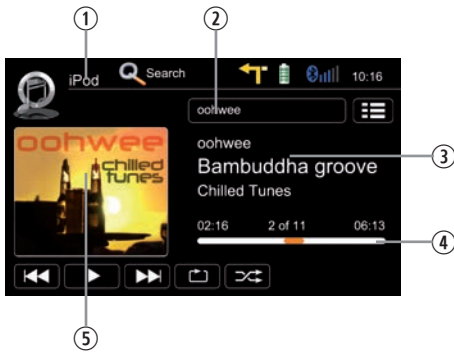 ① ②
iPod Search 10:16
oohwee
oohwee
chilled
tunes
oohwee
Bambuddha groove
Chilled Tunes
02:16 2 of 11 06:13
③
④
⑤